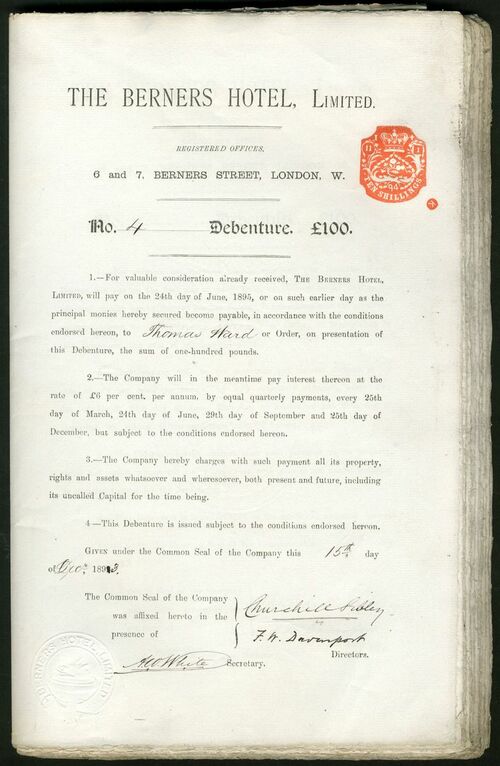 THE BERNERS HOTEL, LIMITED.
REGISTERED OFFICES,
6 and 7, BERNERS STREET, LONDON, W.
TEN SHILLINGS
No. 4 Debenture. £100.
1.—For valuable consideration already received, THE BERNERS HOTEL,
LIMITED, will pay on the 24th day of June, 1895, or on such earlier day as the
principal monies hereby secured become payable, in accordance with the conditions
endorsed hereon, to Thomas Ward or Order, on presentation of
this Debenture, the sum of one-hundred pounds.
2.—The Company will in the meantime pay interest thereon at the
rate of £6 per cent. per annum. by equal quarterly payments, every 25th
day of March, 24th day of June, 29th day of September and 25th day of
December, but subject to the conditions endorsed hereon.
3.—The Company hereby charges with such payment all its property,
rights and assets whatsoever and wheresoever, both present and future, including
its uncalled Capital for the time being.
4—This Debenture is issued subject to the conditions endorsed hereon.
GIVEN under the Common Seal of the Company this 15th day
of Decr 1893.
The Common Seal of the Company
was affixed hereto in the
presence of
Churchill Sibley
F. W. Davenport
Directors.
White Secretary.
BERNERS HOTEL LIMITED